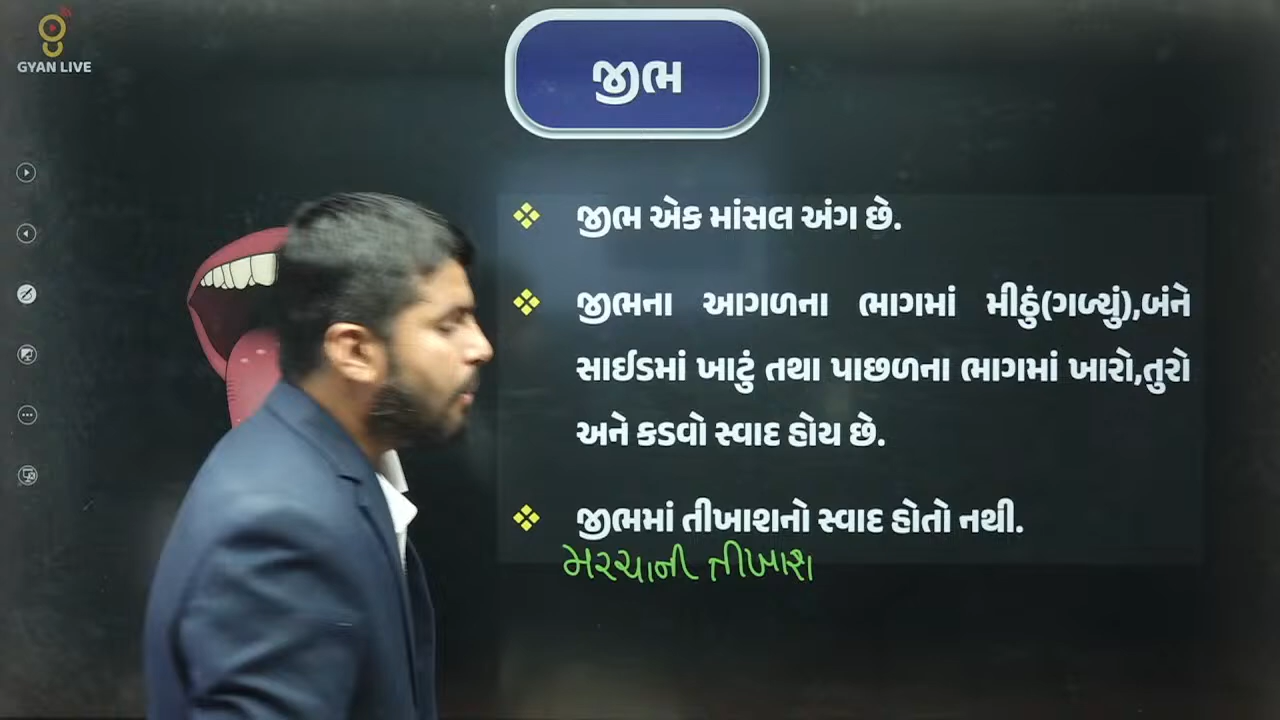 GYAN LIVE
જીભ
જીભ એક માંસલ અંગ છે.
જીભના આગળના ભાગમાં મીઠું(ગળ્યું),બંને
સાઈડમાં ખાટું તથા પાછળના ભાગમાં ખારો,તુરો
અને કડવો સ્વાદ હોય છે.
જીભમાં તીખાશનો સ્વાદ હોતો નથી.
મરચાની તીખાશ